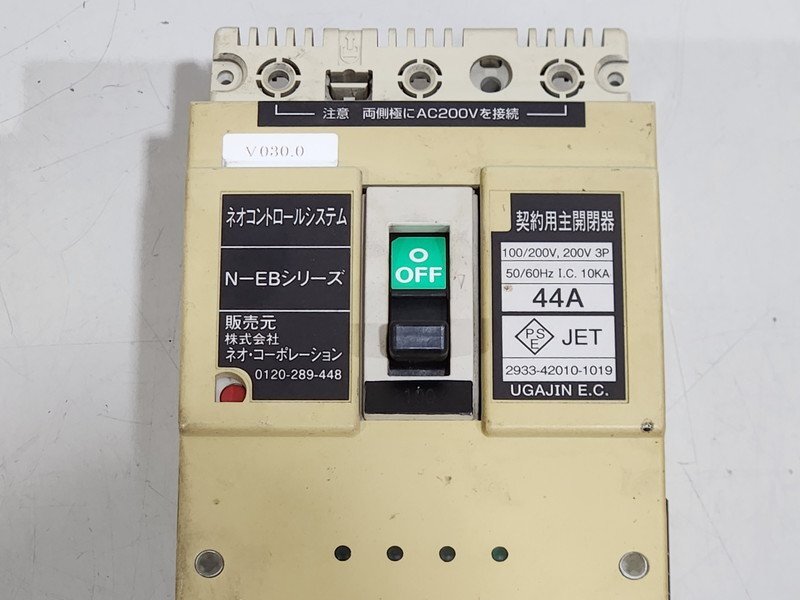 注意 両側極にAC200Vを接続
V030.0
ネオコントロールシステム
N-EBシリーズ
販売元
株式会社
ネオ・コーポレーション
0120-289-448
O
OFF
契約用主開閉器
100/200V, 200V 3P
50/60Hz I.C. 10KA
44A
PSE JET
2933-42010-1019
UGAJIN E.C.